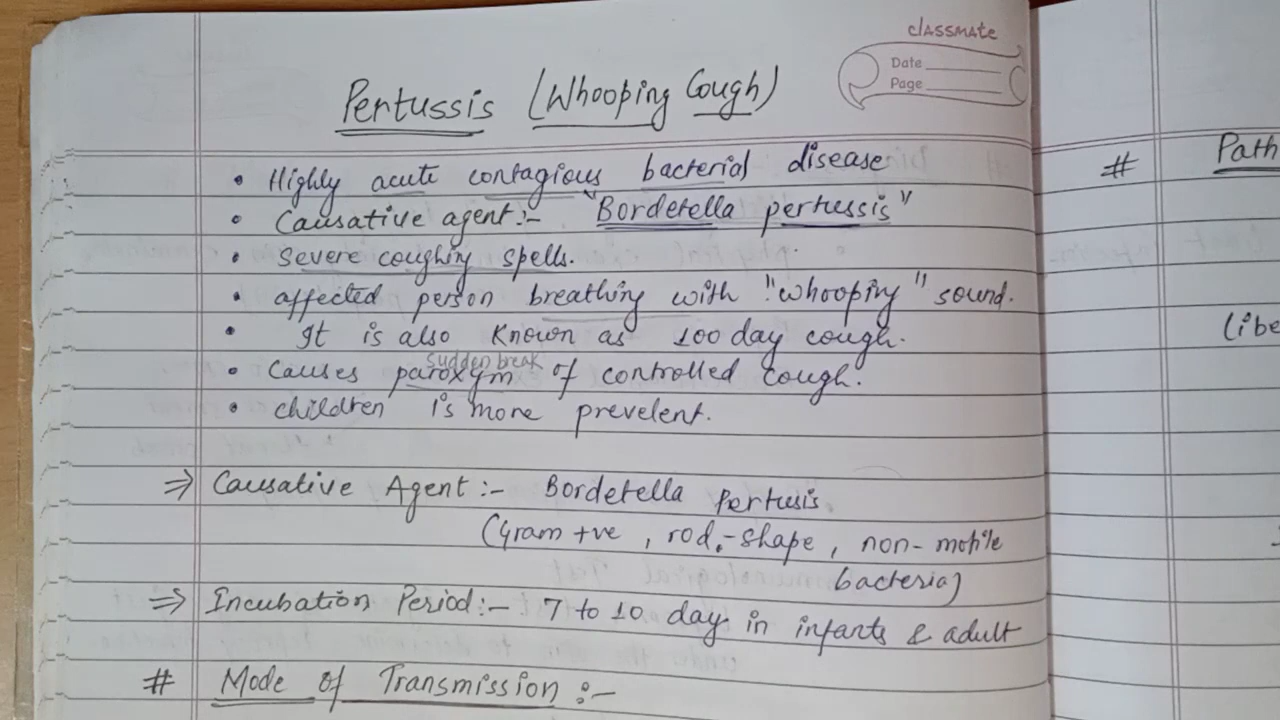 classmate
Date
Page
Pertussis (Whooping Cough)
• Highly acute contagious bacterial disease
• Causative agent:- "Bordetella pertussis"
• Severe coughing spells.
• affected person breathing with "whooping" sound.
• It is also known as 100 day cough.
sudden break
• Causes paroxym of controlled cough.
• children is more prevelent.
⇒ Causative Agent:- Bordetella Pertusis.
(Gram +ve, rod-shape, non-motile
bacteria)
⇒ Incubation Period:- 7 to 10 day in infants & adult
# Mode of Transmission:-
# Path
(libe